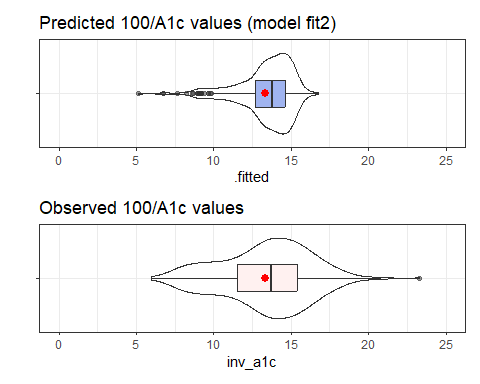 Predicted 100/A1c values (model fit2)
0 5 10 15 20 25
.fitted
Observed 100/A1c values
0 5 10 15 20 25
inv_a1c